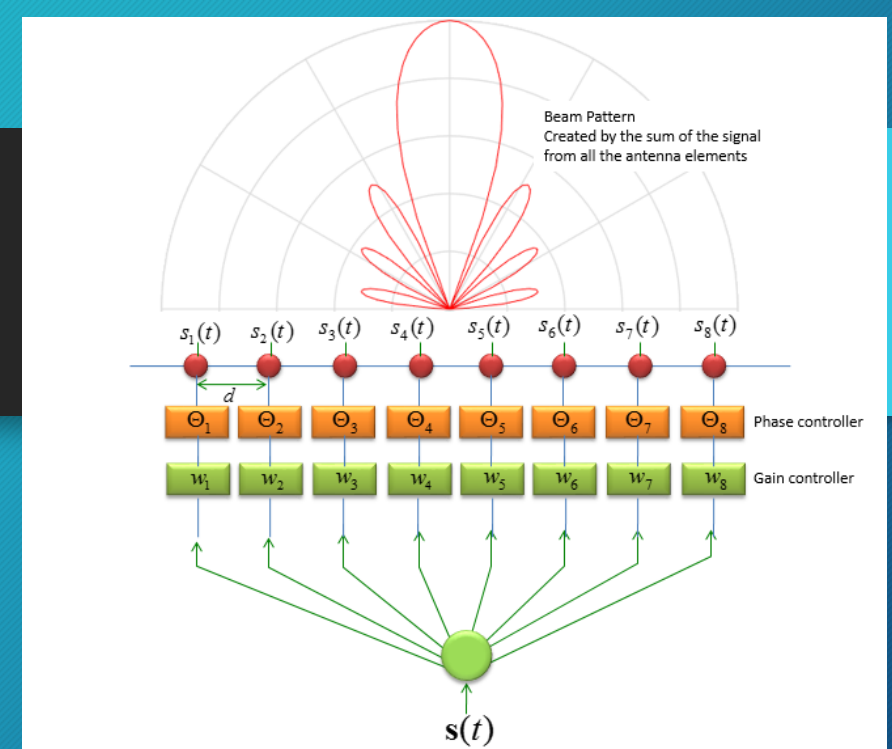 Beam Pattern
Created by the sum of the signal
from all the antenna elements
s₁(t) s₂(t) s₃(t) s₄(t) s₅(t) s₆(t) s₇(t) s₈(t)
d
Θ₁ Θ₂ Θ₃ Θ₄ Θ₅ Θ₆ Θ₇ Θ₈ Phase controller
w₁ w₂ w₃ w₄ w₅ w₆ w₇ w₈ Gain controller
s(t)